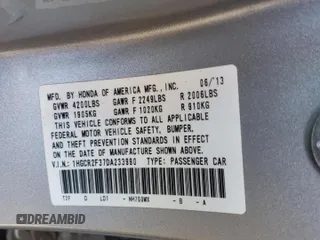 MFD. BY HONDA OF AMERICA MFG., INC. 06/13
GVWR 4200LBS GAWR F 2249LBS R 2006LBS
GVWR 1905KG GAWR F 1020KG R 910KG
THIS VEHICLE CONFORMS TO ALL APPLICABLE
FEDERAL MOTOR VEHICLE SAFETY, BUMPER,
AND THEFT PREVENTION STANDARDS IN EFFECT
ON THE DATE OF MANUFACTURE SHOWN ABOVE.
V.I.N.: 1HGCR2F37DA233980 TYPE: PASSENGER CAR
D - B - A
DREAMBID